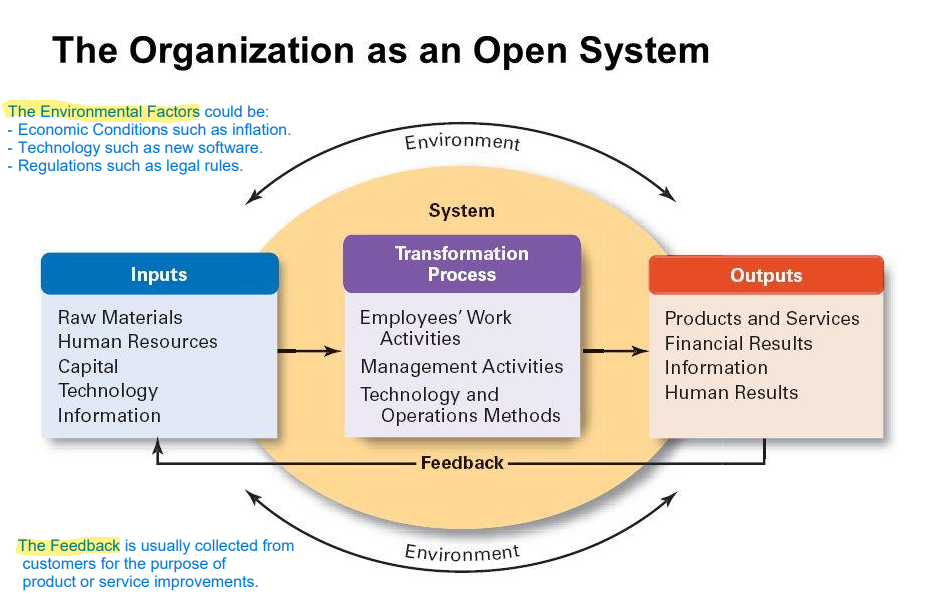 The Organization as an Open System
The Environmental Factors could be:
- Economic Conditions such as inflation.
- Technology such as new software.
- Regulations such as legal rules.
Environment
System
Inputs
Raw Materials
Human Resources
Capital
Technology
Information
Transformation
Process
Employees' Work
Activities
Management Activities
Technology and
Operations Methods
Outputs
Products and Services
Financial Results
Information
Human Results
Feedback
Environment
The Feedback is usually collected from
customers for the purpose of
product or service improvements.